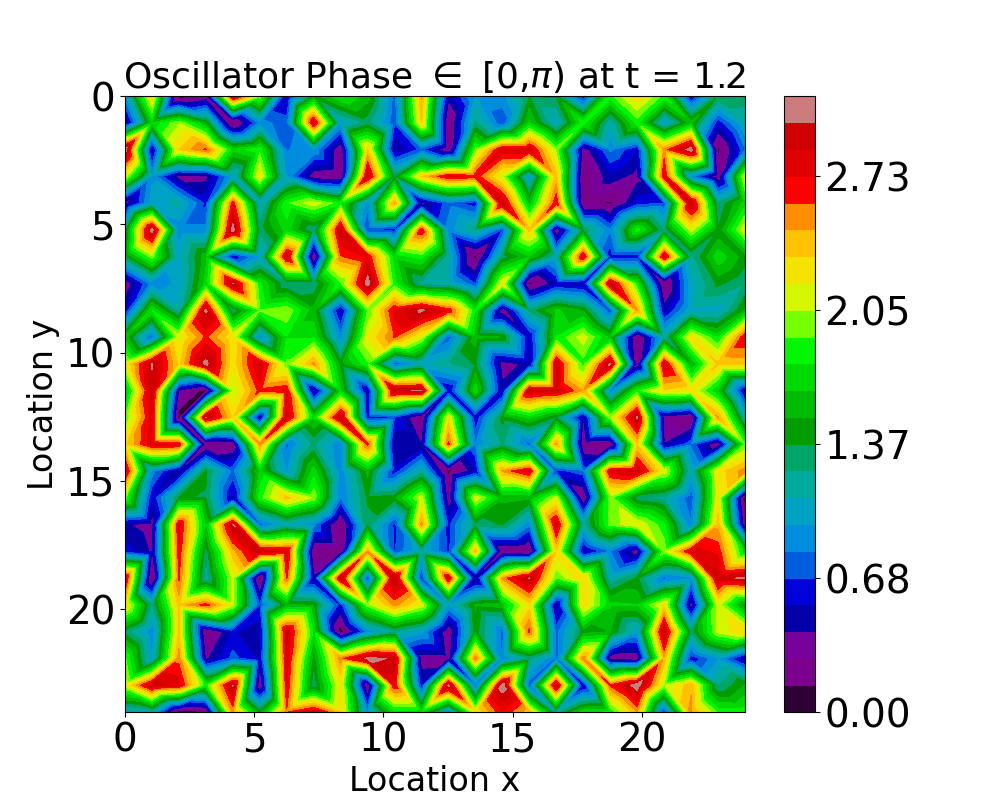 Oscillator Phase ∈ [0,π) at t = 1.2
Location y
0
5
10
15
20
0 5 10 15 20
Location x
2.73
2.05
1.37
0.68
0.00